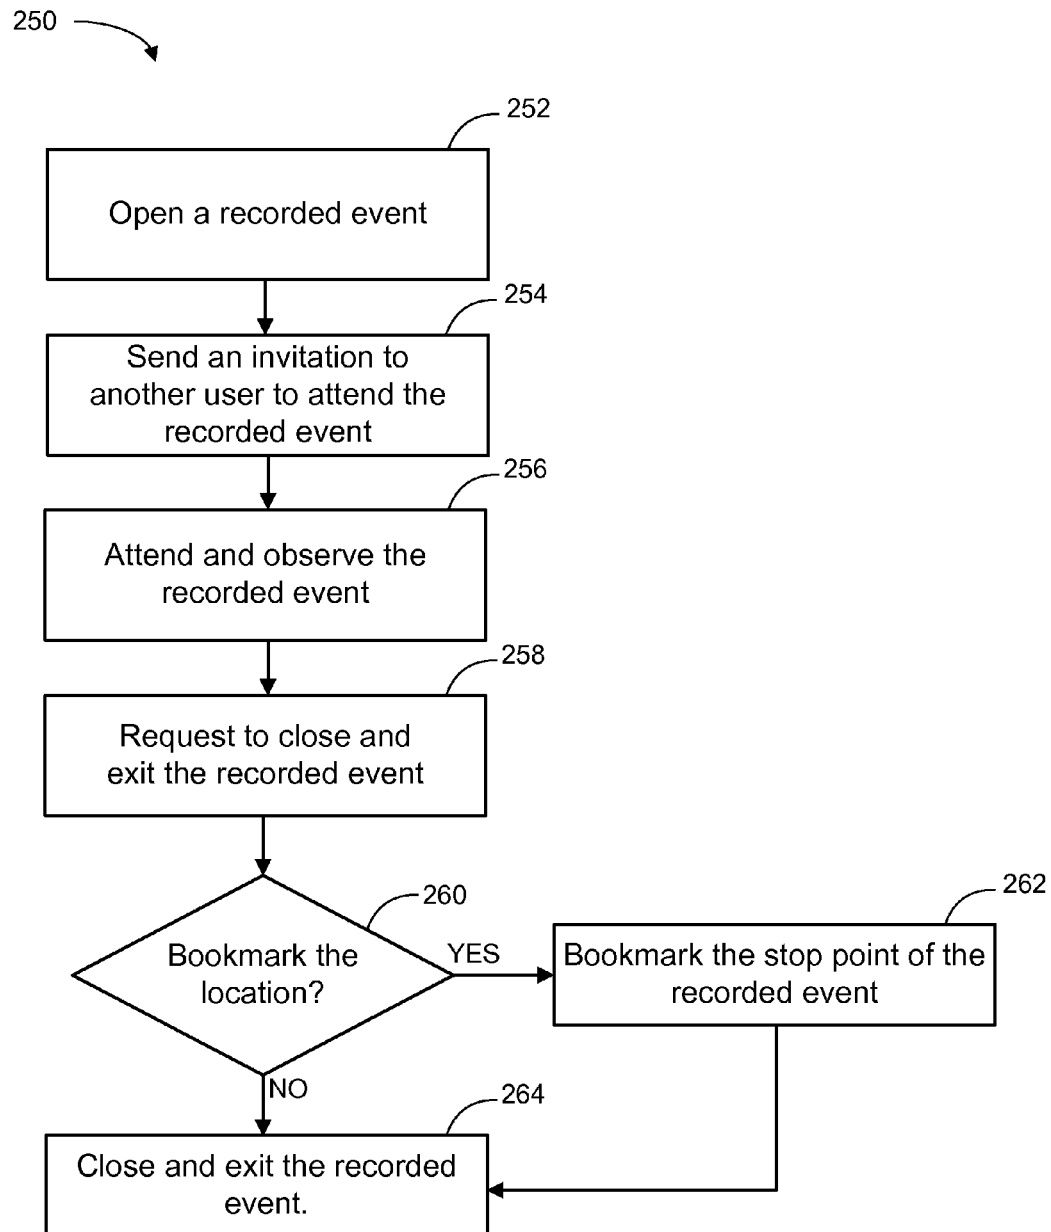 250
252
Open a recorded event
254
Send an invitation to
another user to attend the
recorded event
256
Attend and observe the
recorded event
258
Request to close and
exit the recorded event
260
Bookmark the
location?
YES
262
Bookmark the stop point of the
recorded event
NO
264
Close and exit the recorded
event.